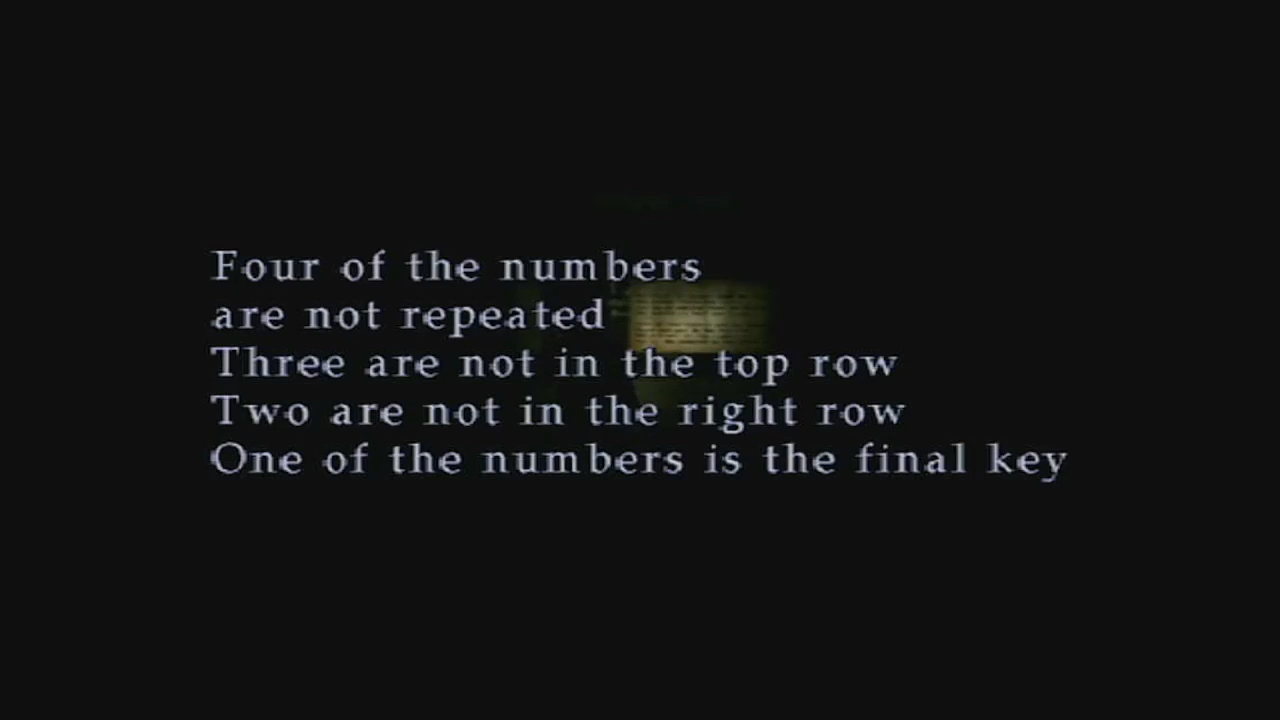 Four of the numbers
are not repeated
Three are not in the top row
Two are not in the right row
One of the numbers is the final key